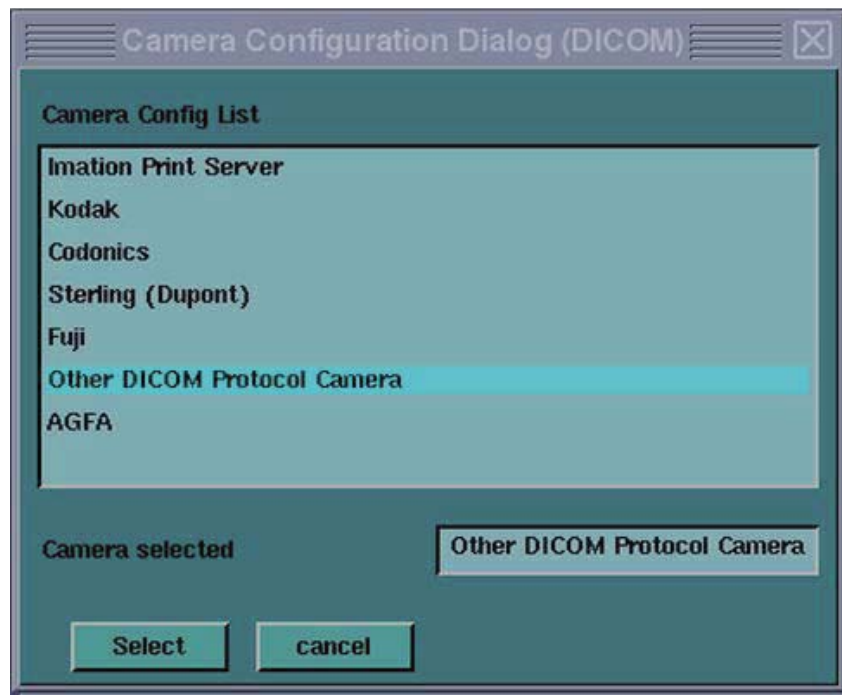 Camera Configuration Dialog (DICOM)
Camera Config List
Imation Print Server
Kodak
Codonics
Sterling (Dupont)
Fuji
Other DICOM Protocol Camera
AGFA
Camera selected Other DICOM Protocol Camera
Select cancel